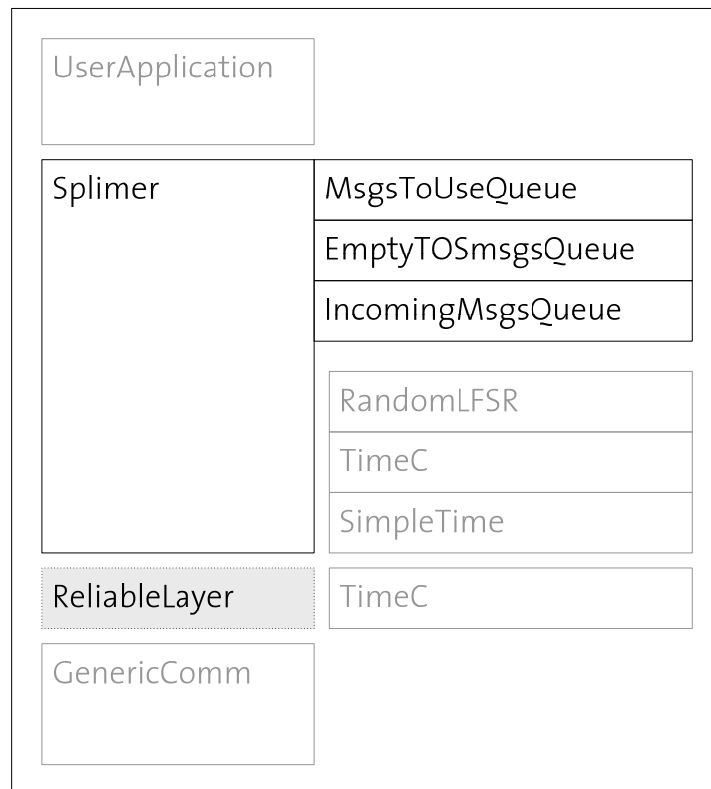 UserApplication
Splimer
MsgsToUseQueue
EmptyTOSmsgsQueue
IncomingMsgsQueue
RandomLFSR
TimeC
SimpleTime
ReliableLayer
TimeC
GenericComm